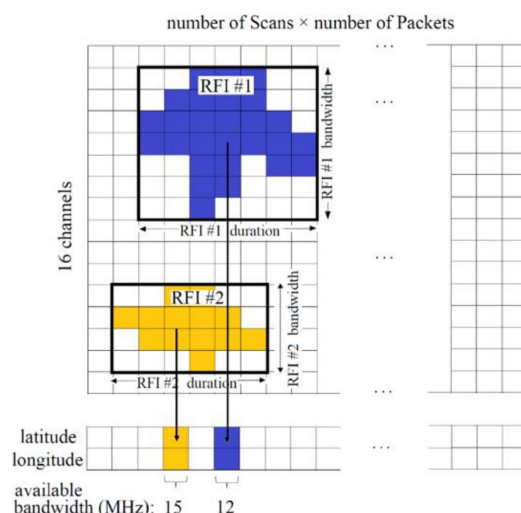 number of Scans × number of Packets
...
...
RFI #1
RFI #1 bandwidth
16 channels
RFI #1 duration
...
RFI #2
RFI #2 bandwidth
RFI #2 duration
...
latitude
longitude
...
available
bandwidth (MHz): 15 12